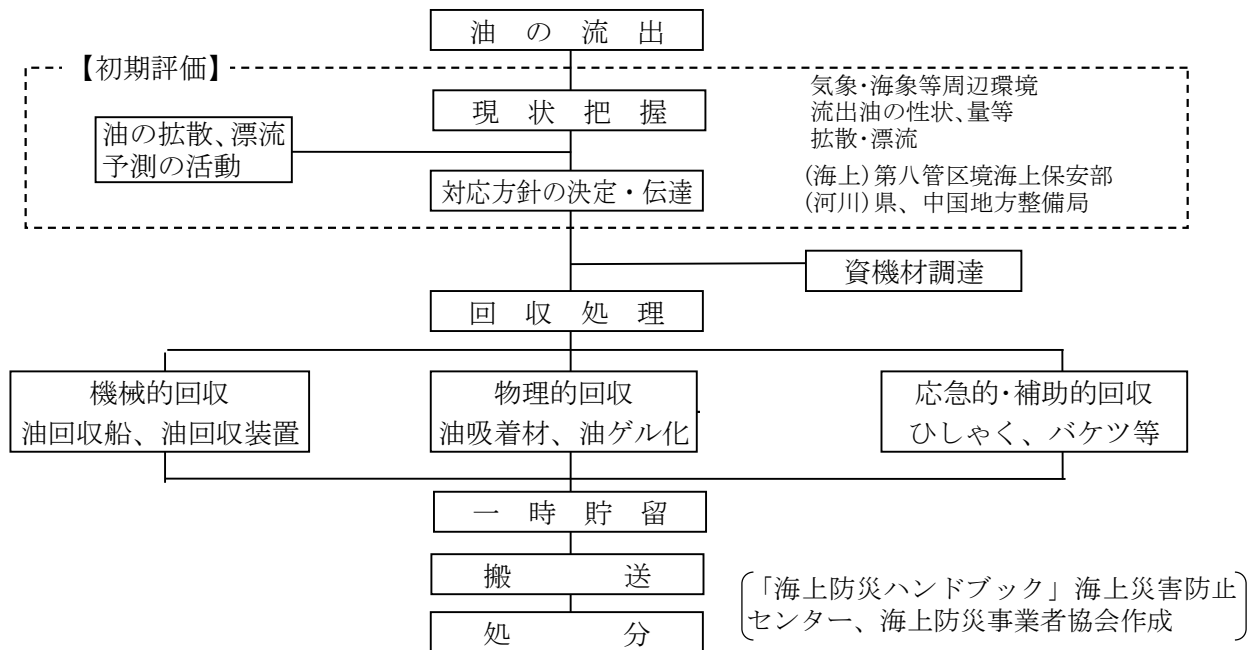 油の流出
【初期評価】
気象・海象等周辺環境
流出油の性状、量等
拡散・漂流
現状把握
油の拡散、漂流
予測の活動
対応方針の決定・伝達
(海上)第八管区境海上保安部
(河川)県、中国地方整備局
資機材調達
回収処理
機械的回収
油回収船、油回収装置
物理的回収
油吸着材、油ゲル化
応急的・補助的回収
ひしゃく、バケツ等
一時貯留
搬送
処分
「海上防災ハンドブック」海上災害防止
センター、海上防災事業者協会作成